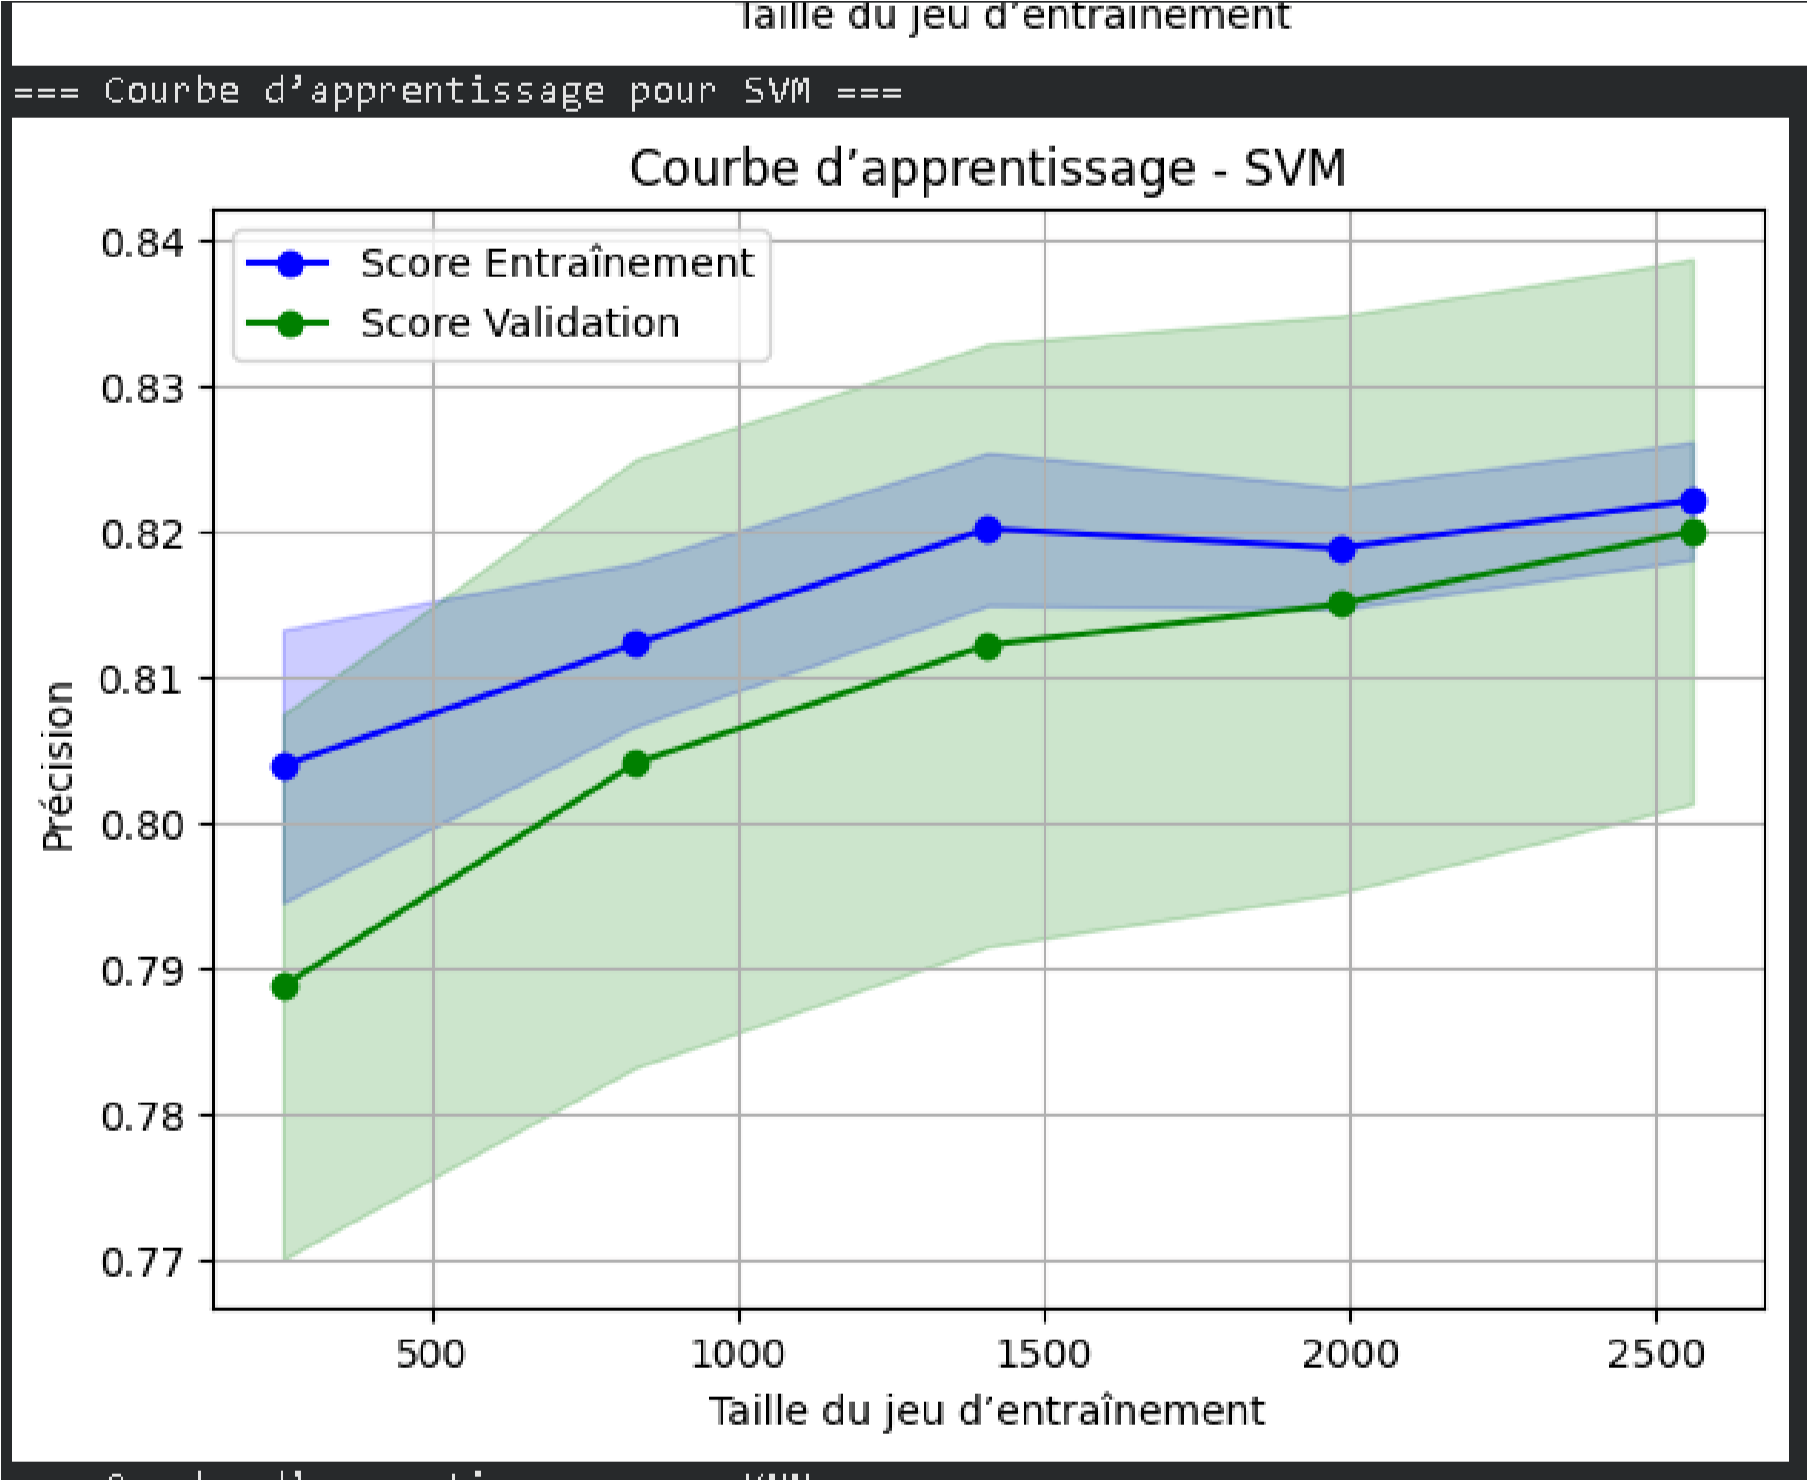 Taille du jeu d'entraînement
=== Courbe d'apprentissage pour SVM ===
Courbe d'apprentissage - SVM
Score Entraînement
Score Validation
0.84
0.83
0.82
0.81
0.80
0.79
0.78
0.77
Précision
500 1000 1500 2000 2500
Taille du jeu d'entraînement